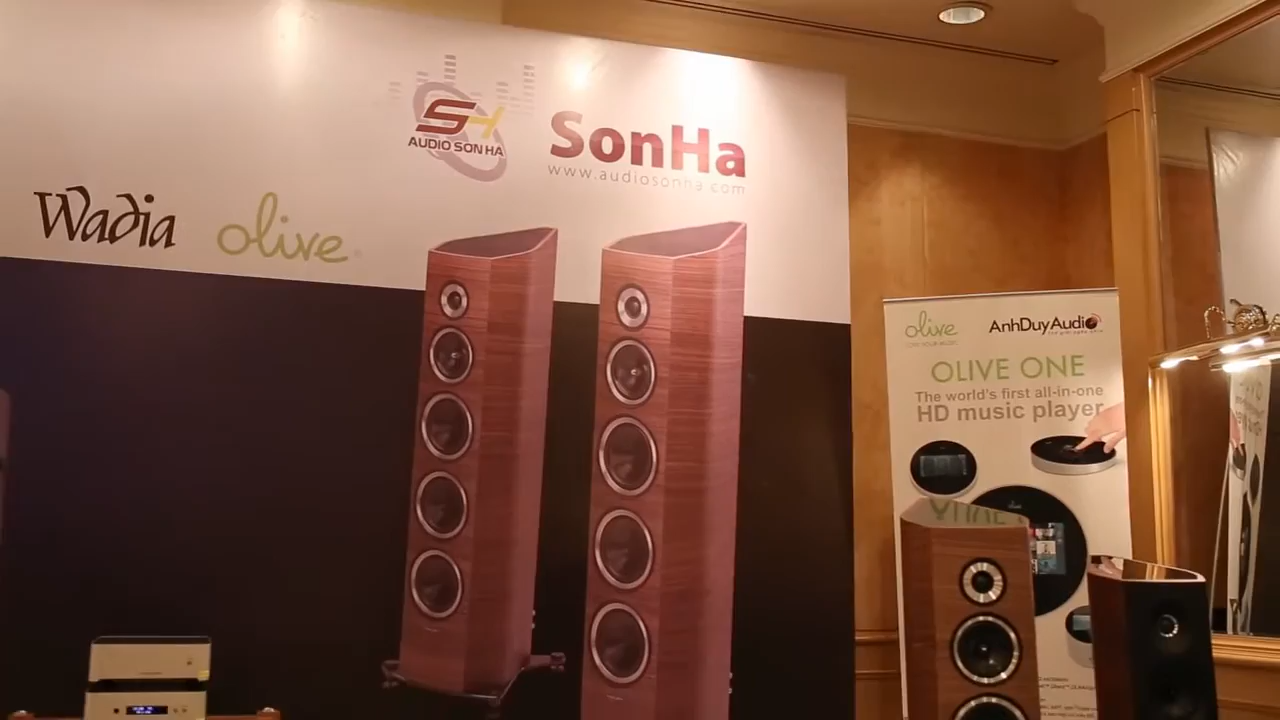 SH
AUDIO SON HA
SonHa
www.audiosonha.com
Wadia
olive
olive
AnhDuyAudio
OLIVE ONE
The world's first all-in-one
HD music player